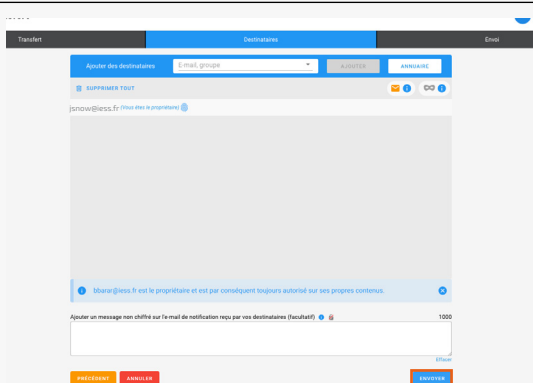 Transfert Destinataires Envoi
Ajouter des destinataires E-mail, groupe AJOUTER ANNUAIRE
SUPPRIMER TOUT
jsnow@iess.fr (Vous êtes le propriétaire)
bbarar@iess.fr est le propriétaire et est par conséquent toujours autorisé sur ses propres contenus.
Ajouter un message non chiffré sur l'e-mail de notification reçu par vos destinataires (facultatif) 1000
Effacer
PRÉCÉDENT ANNULER ENVOYER